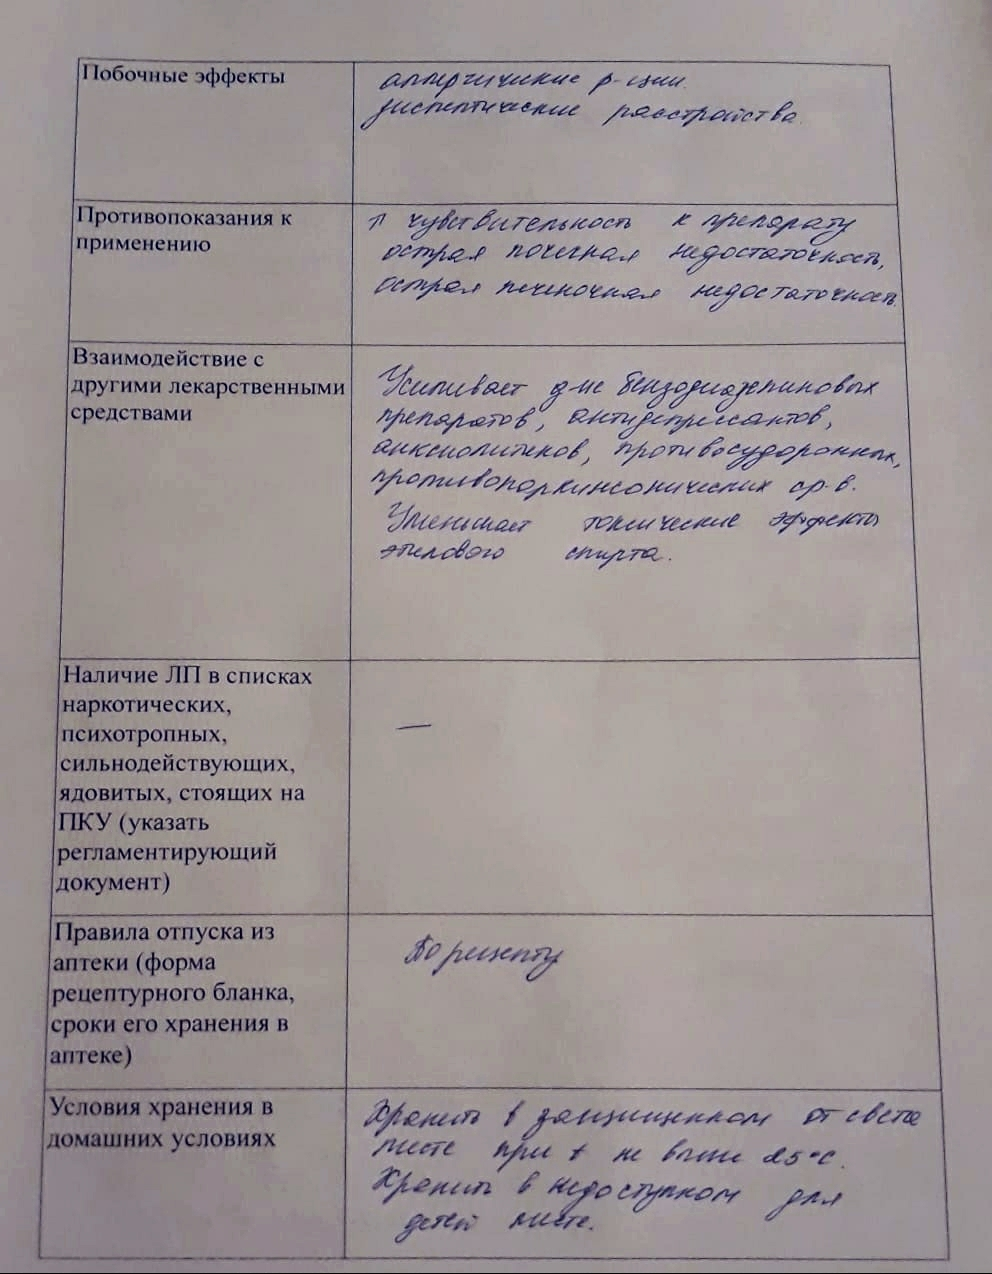 Побочные эффекты
аллергические р-ции.
диспептические расстройства.
Противопоказания к
применению
↑ чувствительность к препарату
острая почечная недостаточность,
острая печеночная недостаточность.
Взаимодействие с
другими лекарственными
средствами
Усиливает д-ие бензодиазепиновых
препаратов, антидепрессантов,
анксиолитиков, противосудорожных,
противопаркинсонических ср-в.
Уменьшает токсические эффекты
этилового спирта.
Наличие ЛП в списках
наркотических,
психотропных,
сильнодействующих,
ядовитых, стоящих на
ПКУ (указать
регламентирующий
документ)
—
Правила отпуска из
аптеки (форма
рецептурного бланка,
сроки его хранения в
аптеке)
По рецепту
Условия хранения в
домашних условиях
Хранить в защищенном от света
месте при t не выше 25°С.
Хранить в недоступном для
детей месте.